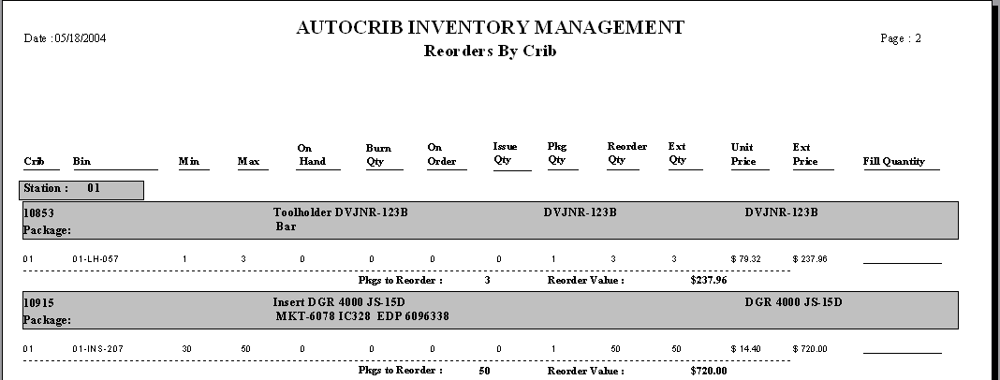 AUTOCRIB INVENTORY MANAGEMENT
Date : 05/18/2004 Page : 2
Reorders By Crib
On Burn On Issue Pkg Reorder Ext Unit Ext
Crib Bin Min Max Hand Qty Order Qty Qty Qty Qty Price Price Fill Quantity
Station : 01
10853 Toolholder DVJNR-123B DVJNR-123B DVJNR-123B
Package: Bar
01 01-LH-057 1 3 0 0 0 0 1 3 3 $ 79.32 $ 237.96
Pkgs to Reorder : 3 Reorder Value : $237.96
10915 Insert DGR 4000 JS-15D DGR 4000 JS-15D
Package: MKT-6078 IC328 EDP 6096338
01 01-INS-207 30 50 0 0 0 0 1 50 50 $ 14.40 $ 720.00
Pkgs to Reorder : 50 Reorder Value : $720.00